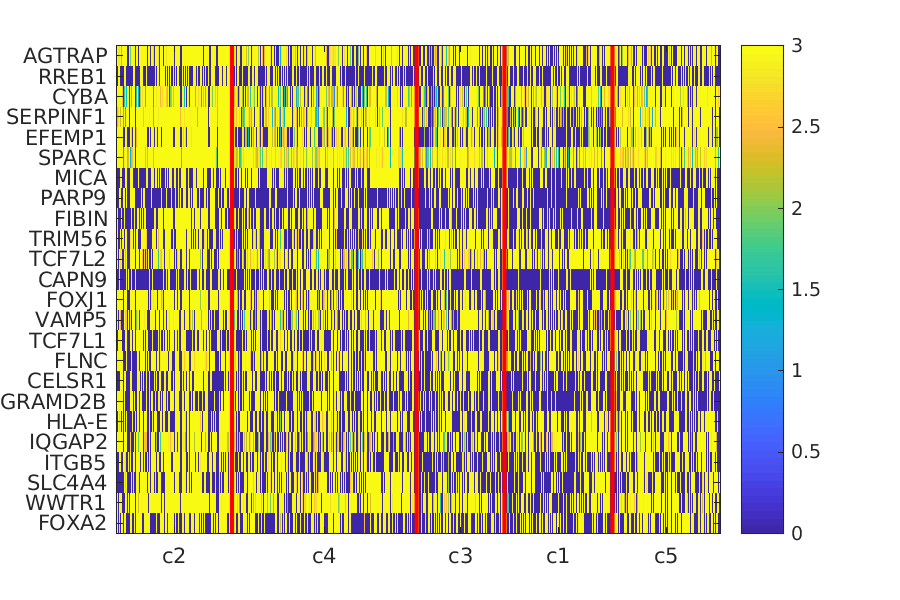 AGTRAP
RREB1
CYBA
SERPINF1
EFEMP1
SPARC
MICA
PARP9
FIBIN
TRIM56
TCF7L2
CAPN9
FOXJ1
VAMP5
TCF7L1
FLNC
CELSR1
GRAMD2B
HLA-E
IQGAP2
ITGB5
SLC4A4
WWTR1
FOXA2
c2 c4 c3 c1 c5
3
2.5
2
1.5
1
0.5
0